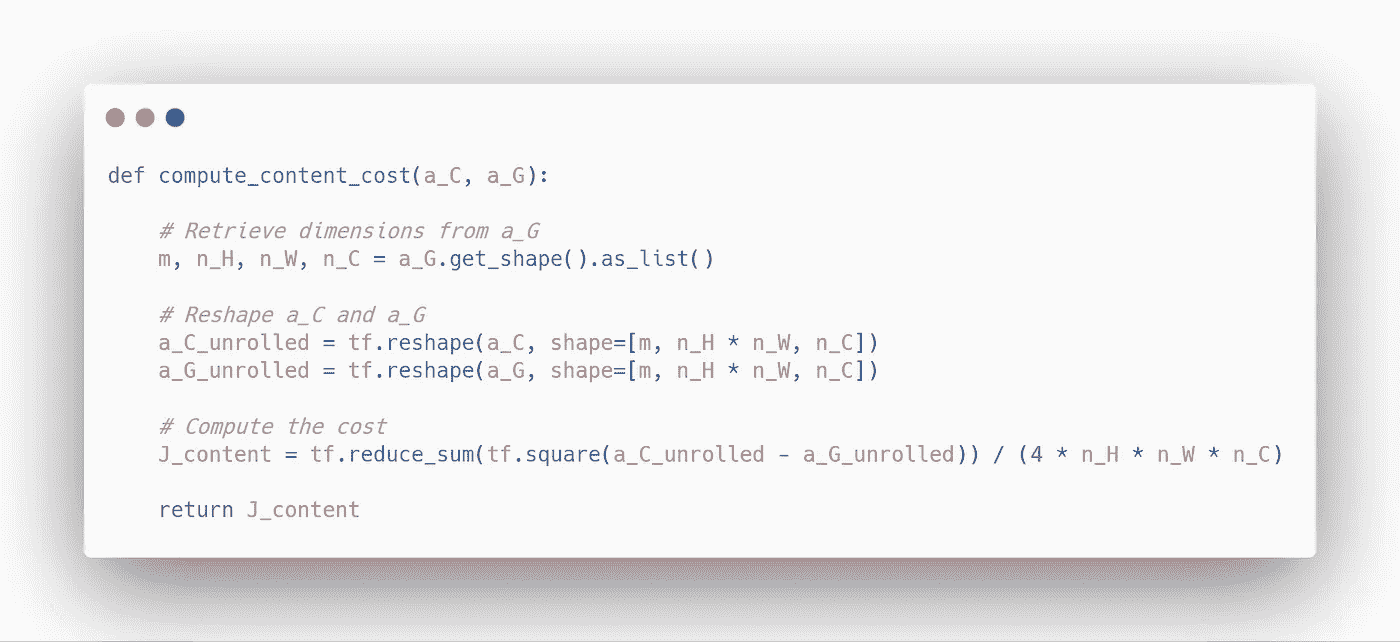 def compute_content_cost(a_C, a_G):
    # Retrieve dimensions from a_G
    m, n_H, n_W, n_C = a_G.get_shape().as_list()
    # Reshape a_C and a_G
    a_C_unrolled = tf.reshape(a_C, shape=[m, n_H * n_W, n_C])
    a_G_unrolled = tf.reshape(a_G, shape=[m, n_H * n_W, n_C])
    # Compute the cost
    J_content = tf.reduce_sum(tf.square(a_C_unrolled - a_G_unrolled)) / (4 * n_H * n_W * n_C)
    return J_content